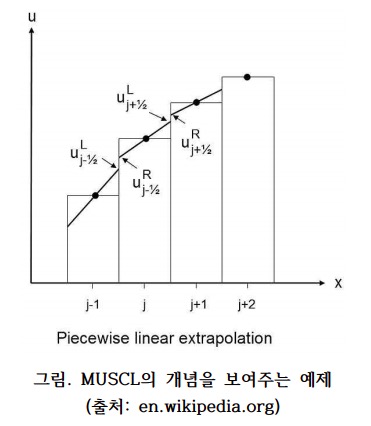 u
u^L_{j+½}
u^R_{j+½}
u^L_{j-½}
u^R_{j-½}
x
j-1 j j+1 j+2
Piecewise linear extrapolation
그림. MUSCL의 개념을 보여주는 예제
(출처: en.wikipedia.org)